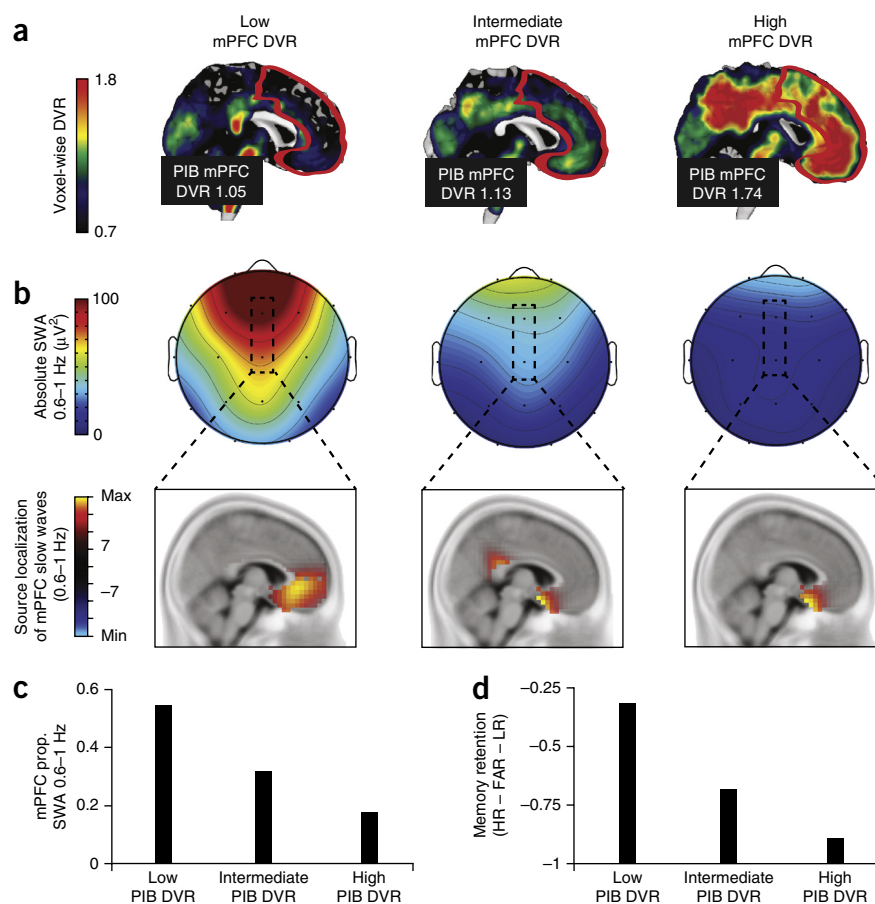 a
Low
mPFC DVR
Intermediate
mPFC DVR
High
mPFC DVR
Voxel-wise DVR
1.8
0.7
PIB mPFC
DVR 1.05
PIB mPFC
DVR 1.13
PIB mPFC
DVR 1.74
b
Absolute SWA
0.6–1 Hz (μV²)
100
0
Source localization
of mPFC slow waves
(0.6–1 Hz)
Max
7
–7
Min
c
mPFC prop.
SWA 0.6–1 Hz
0.6
0.4
0.2
0
Low
PIB DVR
Intermediate
PIB DVR
High
PIB DVR
d
Memory retention
(HR – FAR – LR)
–0.25
–0.5
–0.75
–1
Low
PIB DVR
Intermediate
PIB DVR
High
PIB DVR